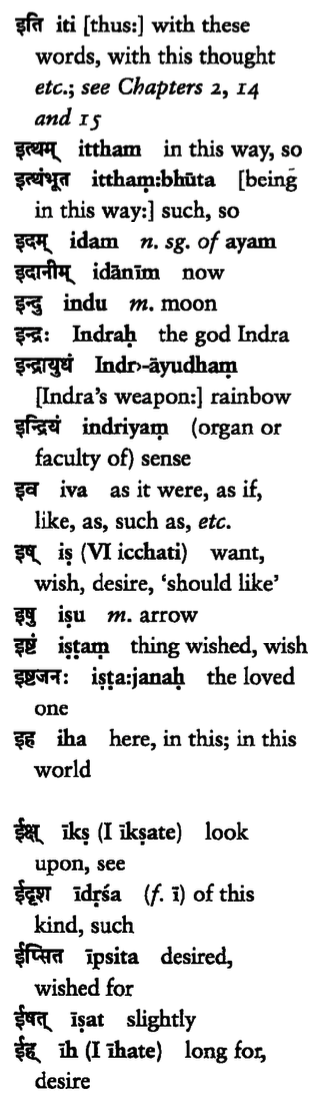 इति iti [thus:] with these
words, with this thought
etc.; see Chapters 2, 14
and 15
इत्थम् ittham in this way, so
इत्थंभूत itthaṃ:bhūta [being
in this way:] such, so
इदम् idam n. sg. of ayam
इदानीम् idānīm now
इन्दु indu m. moon
इन्द्रः Indraḥ the god Indra
इन्द्रायुधं Indr›-āyudhaṃ
[Indra's weapon:] rainbow
इन्द्रियं indriyaṃ (organ or
faculty of) sense
इव iva as it were, as if,
like, as, such as, etc.
इष् iṣ (VI icchati) want,
wish, desire, ‘should like’
इषु iṣu m. arrow
इष्टं iṣṭaṃ thing wished, wish
इष्टजनः iṣṭa:janaḥ the loved
one
इह iha here, in this; in this
world
ईक्ष् īkṣ (I īkṣate) look
upon, see
ईदृश īdṛśa (f. ī) of this
kind, such
ईप्सित īpsita desired,
wished for
ईषत् īṣat slightly
ईह् īh (I īhate) long for,
desire